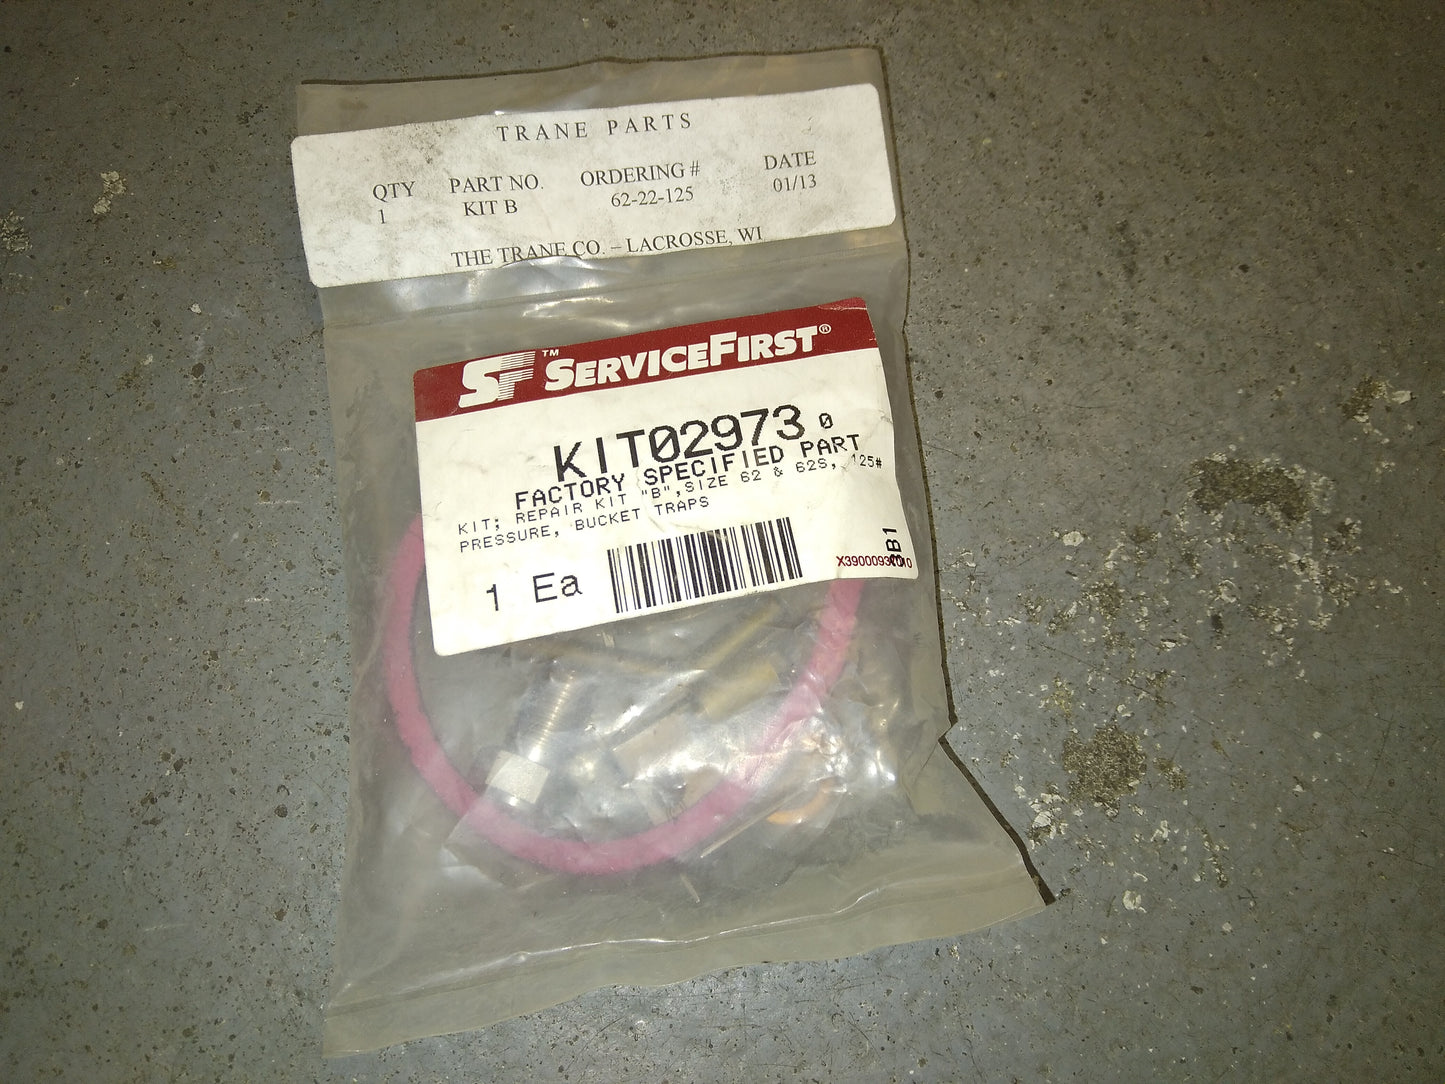 TRANE PARTS
QTY PART NO. ORDERING # DATE
1 KIT B 62-22-125 01/13
THE TRANE CO. – LACROSSE, WI
SF™ SERVICEFIRST®
KIT02973 0
FACTORY SPECIFIED PART
KIT; REPAIR KIT "B", SIZE 62 & 62S, 125#
PRESSURE, BUCKET TRAPS
1 Ea